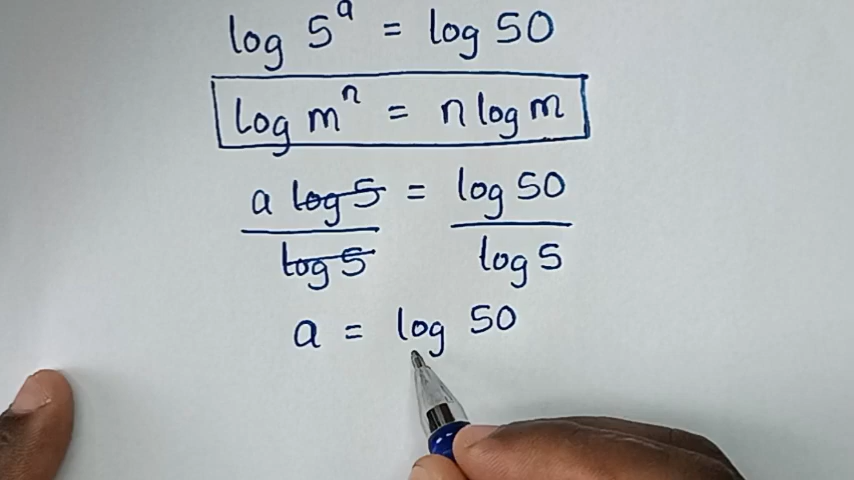 log 5^a = log 50
log m^n = n log m
a log 5 = log 50
log 5 log 5
a = log 50